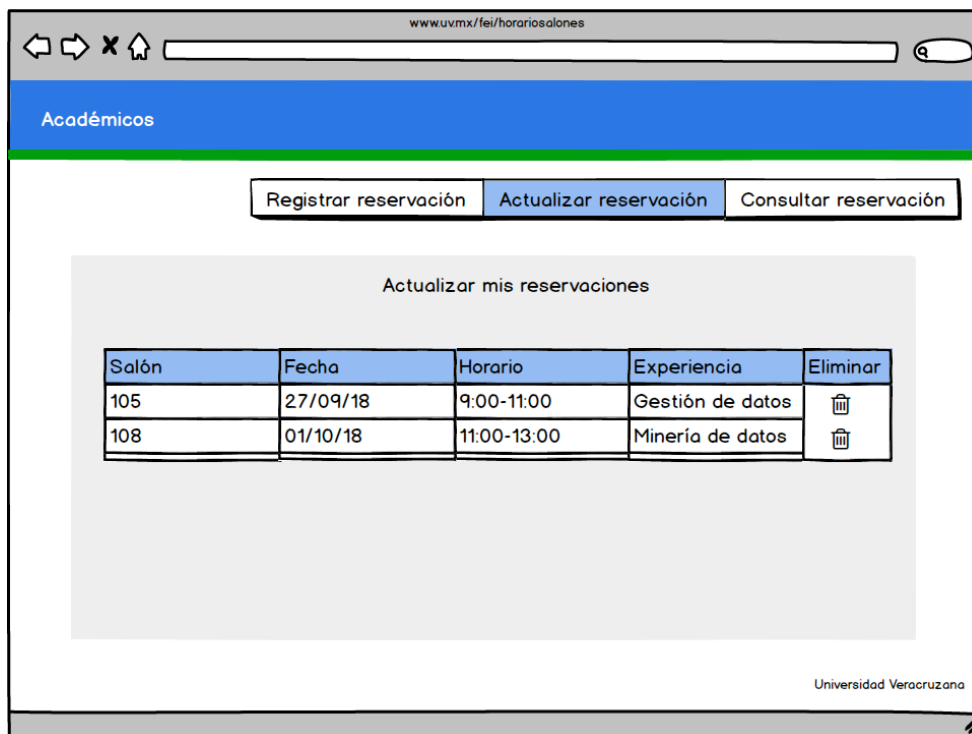 www.uv.mx/fei/horariosalones
Académicos
Registrar reservación Actualizar reservación Consultar reservación
Actualizar mis reservaciones
Salón Fecha Horario Experiencia Eliminar
105 27/09/18 9:00-11:00 Gestión de datos
108 01/10/18 11:00-13:00 Minería de datos
Universidad Veracruzana